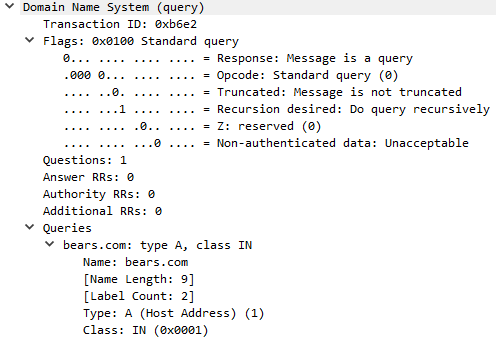 Domain Name System (query)
Transaction ID: 0xb6e2
Flags: 0x0100 Standard query
0... .... .... .... = Response: Message is a query
.000 0... .... .... = Opcode: Standard query (0)
.... ..0. .... .... = Truncated: Message is not truncated
.... ...1 .... .... = Recursion desired: Do query recursively
.... .... .0.. .... = Z: reserved (0)
.... .... ...0 .... = Non-authenticated data: Unacceptable
Questions: 1
Answer RRs: 0
Authority RRs: 0
Additional RRs: 0
Queries
bears.com: type A, class IN
Name: bears.com
[Name Length: 9]
[Label Count: 2]
Type: A (Host Address) (1)
Class: IN (0x0001)